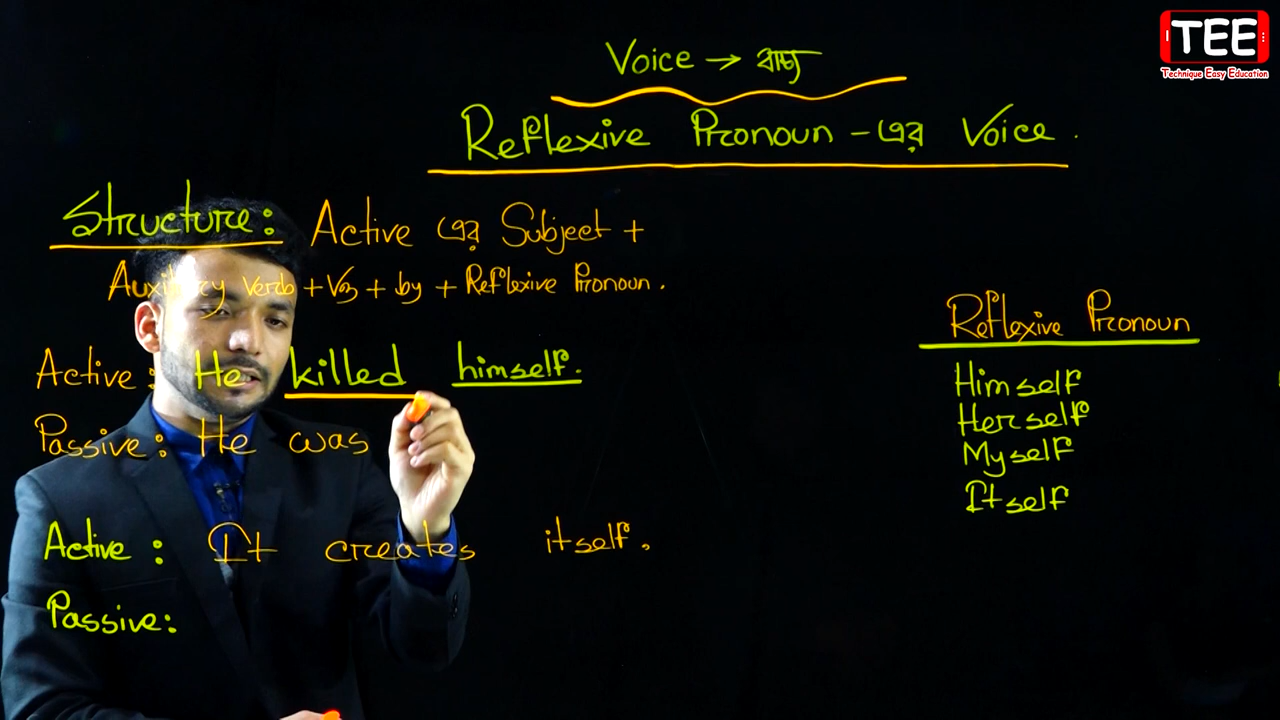 TEE
Technique Easy Education
Voice → বাচ্য
Reflexive Pronoun - এর Voice.
Structure: Active এর Subject +
Auxiliary verb + V3 + by + Reflexive Pronoun.
Active: He killed himself.
Passive: He was
Active: It creates itself.
Passive:
Reflexive Pronoun
Himself
Herself
Myself
Itself